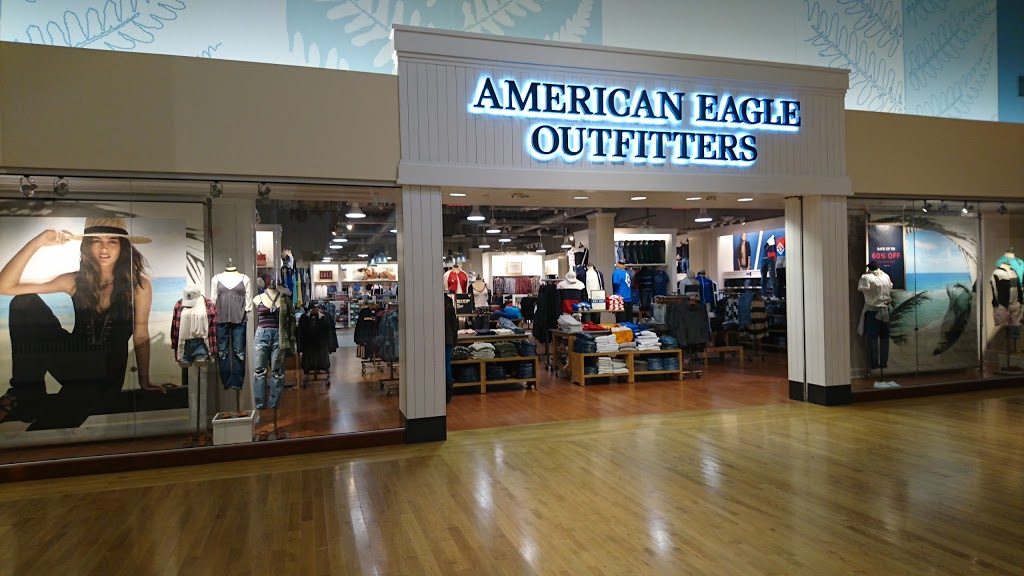 AMERICAN EAGLE
OUTFITTERS
60% OFF